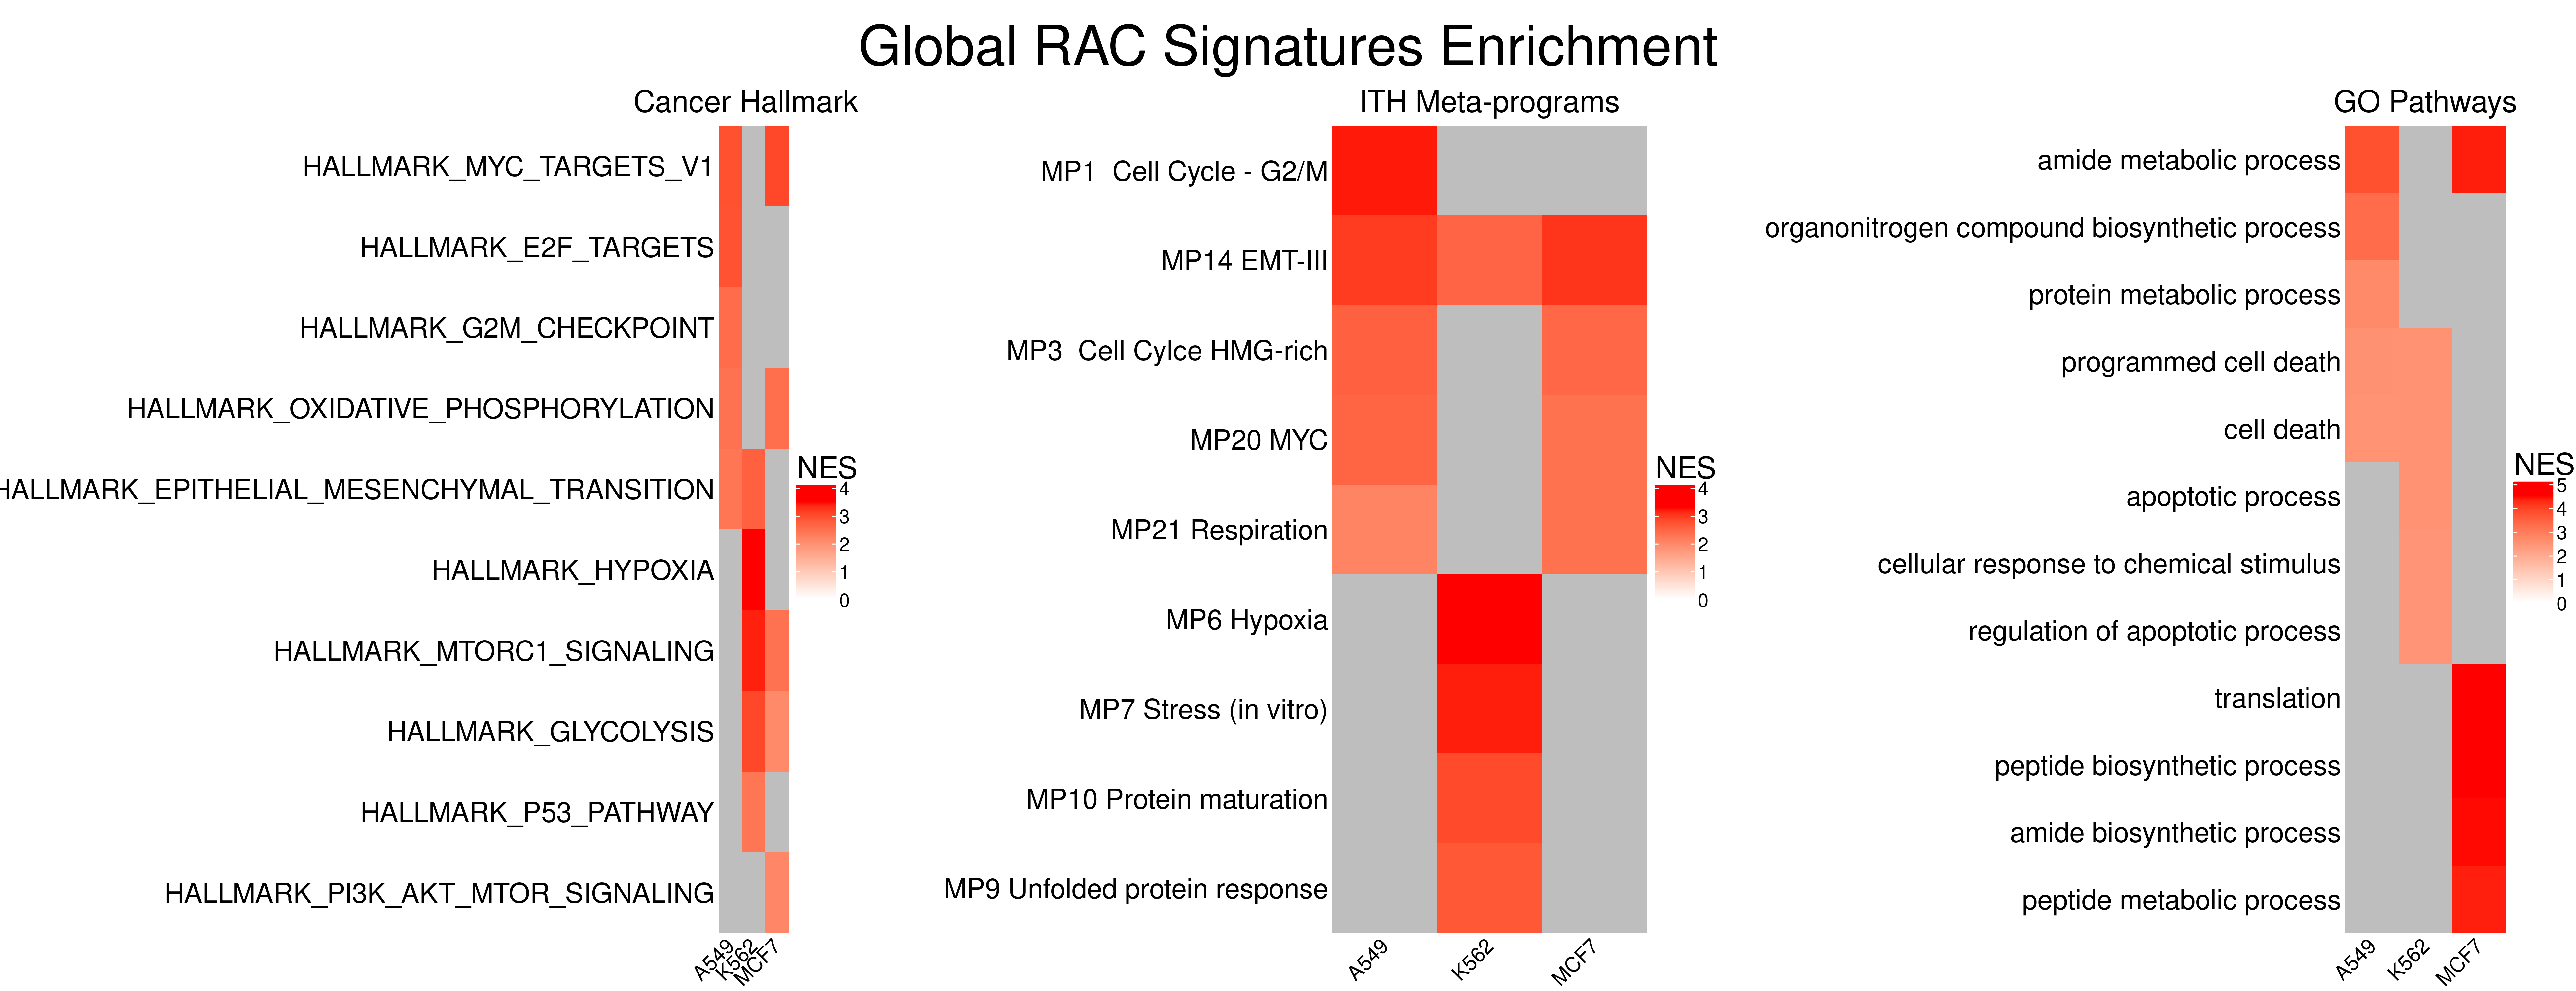 Global RAC Signatures Enrichment
Cancer Hallmark
HALLMARK_MYC_TARGETS_V1
HALLMARK_E2F_TARGETS
HALLMARK_G2M_CHECKPOINT
HALLMARK_OXIDATIVE_PHOSPHORYLATION
HALLMARK_EPITHELIAL_MESENCHYMAL_TRANSITION
HALLMARK_HYPOXIA
HALLMARK_MTORC1_SIGNALING
HALLMARK_GLYCOLYSIS
HALLMARK_P53_PATHWAY
HALLMARK_PI3K_AKT_MTOR_SIGNALING
A549
K562
MCF7
NES
4
3
2
1
0
ITH Meta-programs
MP1  Cell Cycle - G2/M
MP14 EMT-III
MP3  Cell Cylce HMG-rich
MP20 MYC
MP21 Respiration
MP6 Hypoxia
MP7 Stress (in vitro)
MP10 Protein maturation
MP9 Unfolded protein response
A549
K562
MCF7
NES
4
3
2
1
0
GO Pathways
amide metabolic process
organonitrogen compound biosynthetic process
protein metabolic process
programmed cell death
cell death
apoptotic process
cellular response to chemical stimulus
regulation of apoptotic process
translation
peptide biosynthetic process
amide biosynthetic process
peptide metabolic process
A549
K562
MCF7
NES
5
4
3
2
1
0